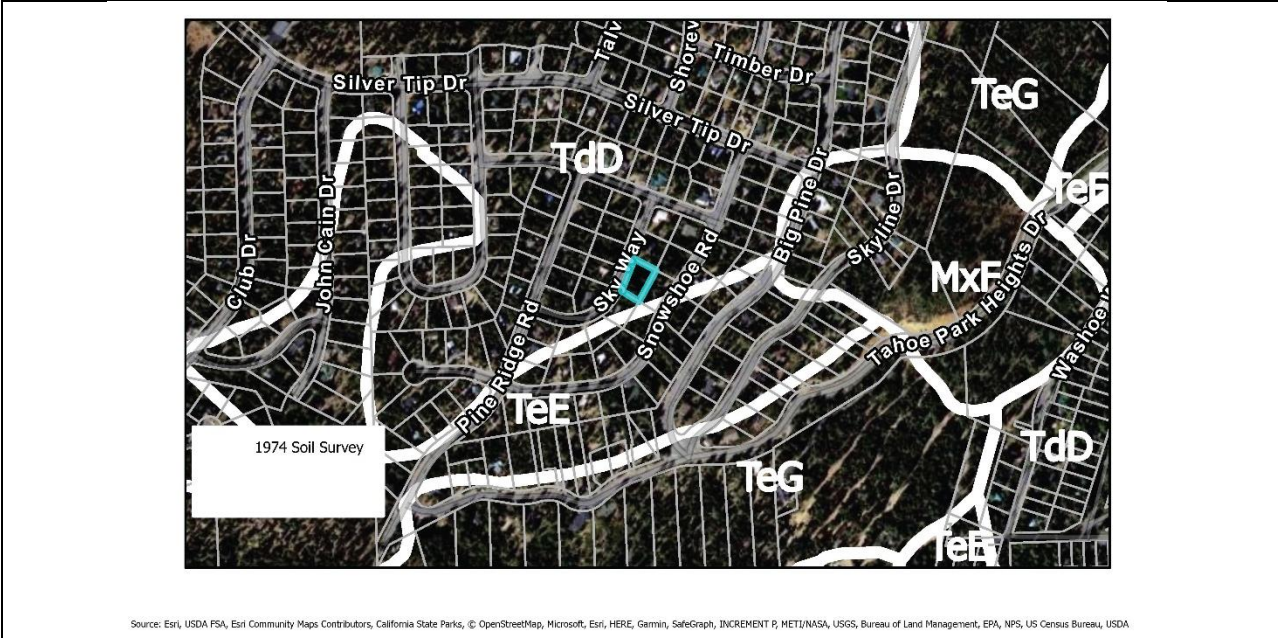 Talv
Shorev
Timber Dr
Silver Tip Dr
TeG
Silver Tip Dr
TdD
TeF
Big Pine Dr
Skyline Dr
John Cain Dr
Club Dr
Sky Way
Snowshoe Rd
MxF
Tahoe Park Heights Dr
Washoe
Pine Ridge Rd
TeE
1974 Soil Survey
TdD
TeG
TeE
Source: Esri, USDA FSA, Esri Community Maps Contributors, California State Parks, © OpenStreetMap, Microsoft, Esri, HERE, Garmin, SafeGraph, INCREMENT P, METI/NASA, USGS, Bureau of Land Management, EPA, NPS, US Census Bureau, USDA